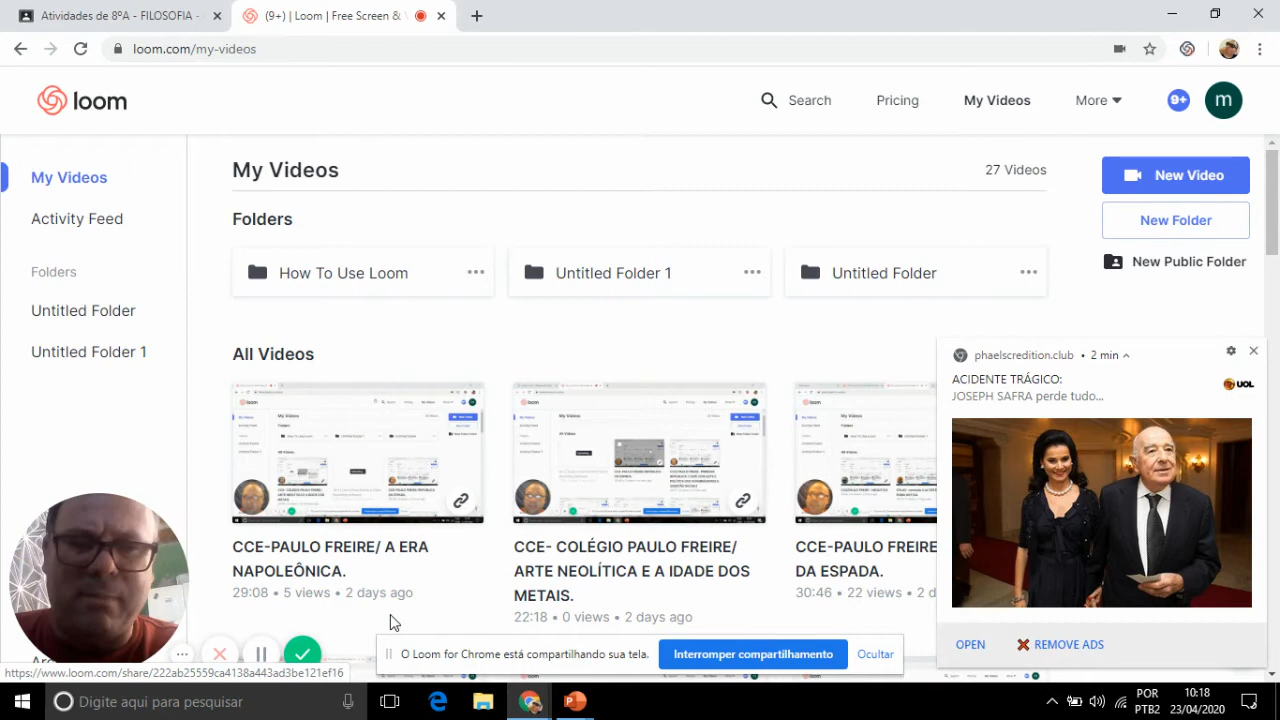 Atividades de 8ºA - FILOSOFIA -
(9+) | Loom | Free Screen &
loom.com/my-videos
loom
Search
Pricing
My Videos
More
9+
m
My Videos
Activity Feed
Folders
Untitled Folder
Untitled Folder 1
My Videos
27 Videos
Folders
How To Use Loom
Untitled Folder 1
Untitled Folder
New Video
New Folder
New Public Folder
All Videos
CCE-PAULO FREIRE/ A ERA
NAPOLEÔNICA.
29:08 • 5 views • 2 days ago
CCE- COLÉGIO PAULO FREIRE/
ARTE NEOLÍTICA E A IDADE DOS
METAIS.
22:18 • 0 views • 2 days ago
CCE-PAULO FREIRE
DA ESPADA.
30:46 • 22 views • 2 d
phaelscredition.club • 2 min
ACIDENTE TRÁGICO:
JOSEPH SAFRA perde tudo...
UOL
OPEN
REMOVE ADS
O Loom for Chrome está compartilhando sua tela.
Interromper compartilhamento
Ocultar
https://www.loom.com/share/222ab25559ca4138a443ad3be121ef16
Digite aqui para pesquisar
POR
PTB2
10:18
23/04/2020